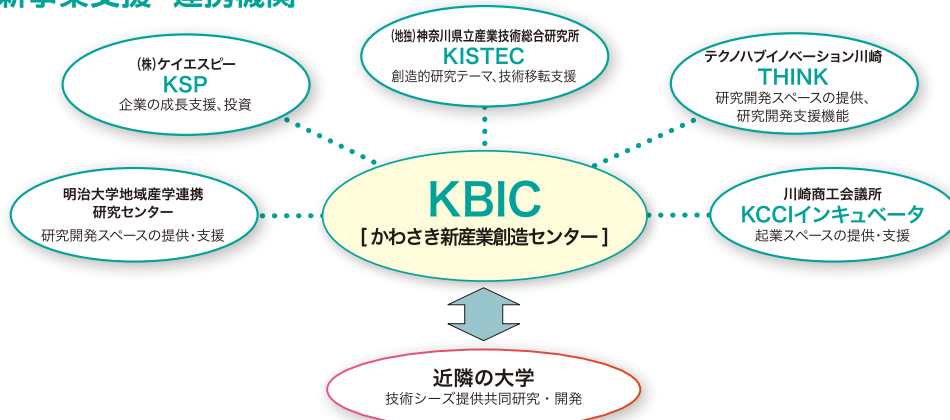 新事業支援・連携機関
(地独)神奈川県立産業技術総合研究所
KISTEC
創造的研究テーマ、技術移転支援
(株)ケイエスピー
KSP
企業の成長支援、投資
テクノハブイノベーション川崎
THINK
研究開発スペースの提供、
研究開発支援機能
明治大学地域産学連携
研究センター
研究開発スペースの提供・支援
KBIC
[かわさき新産業創造センター]
川崎商工会議所
KCCIインキュベータ
起業スペースの提供・支援
近隣の大学
技術シーズ提供共同研究・開発